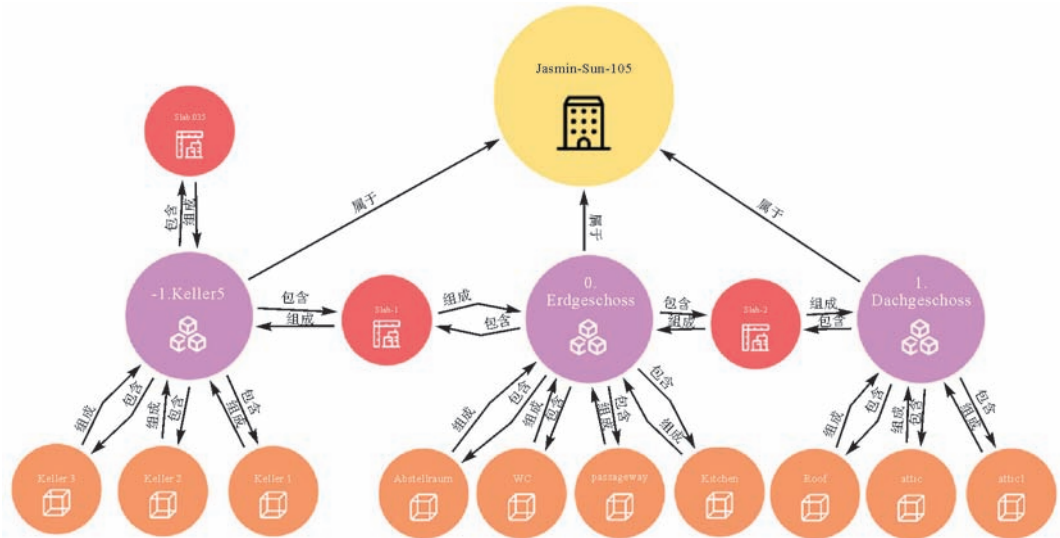 Jasmin-Sun-105
Slab 035
包含
组成
属于
属于
属于
-1.Keller5
包含
组成
Slab-1
组成
包含
0.
Erdgeschoss
包含
组成
Slab-2
组成
包含
1.
Dachgeschoss
组成
包含
组成
包含
包含
组成
组成
包含
组成
包含
组成
包含
包含
组成
组成
包含
组成
包含
包含
组成
Keller 3
Keller 2
Keller 1
Abstellraum
WC
passageway
Kitchen
Roof
attic
attic1